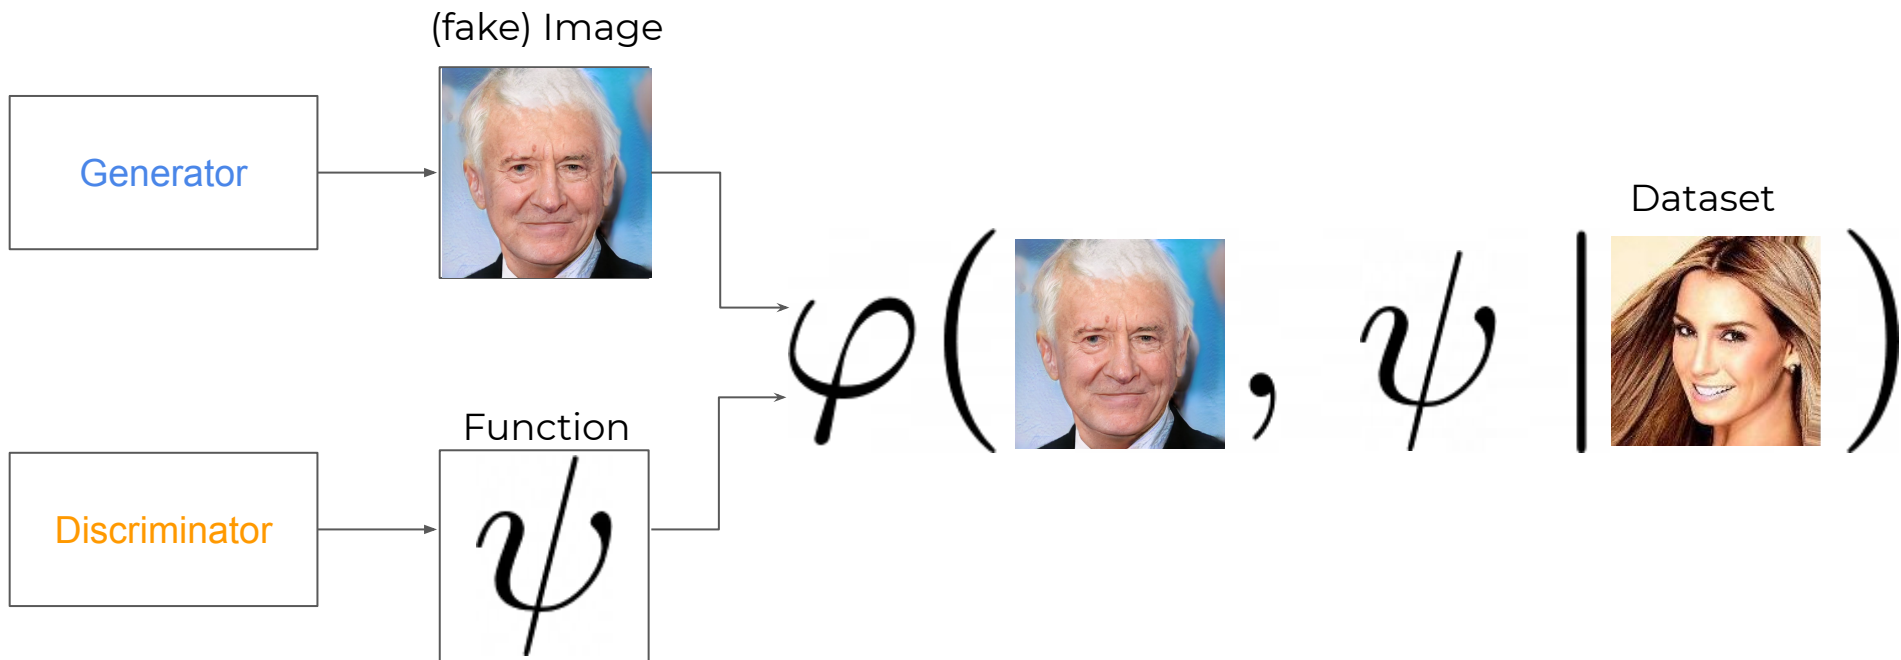 (fake) Image
Generator
Dataset
φ( , ψ | )
Function
ψ
Discriminator